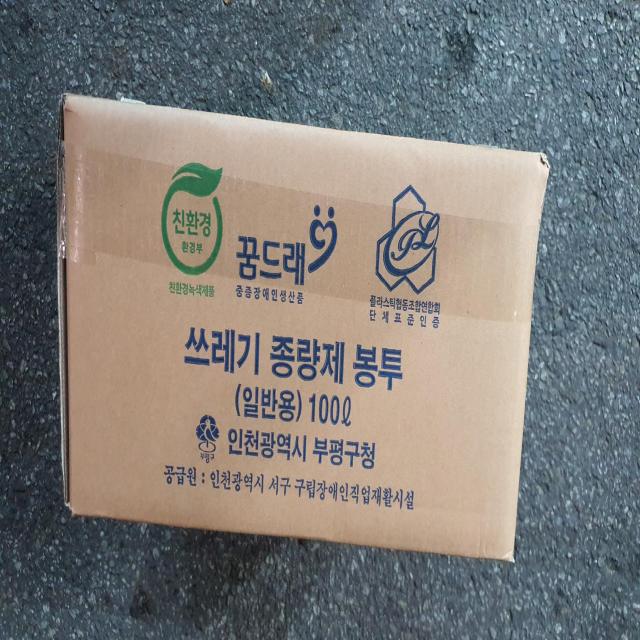 친환경
환경부
친환경녹색제품
꿈드래
중증장애인생산품
PL
플라스틱협동조합연합회
단체표준인증
쓰레기 종량제 봉투
(일반용) 100ℓ
부평구
인천광역시 부평구청
공급원 : 인천광역시 서구 구립장애인직업재활시설